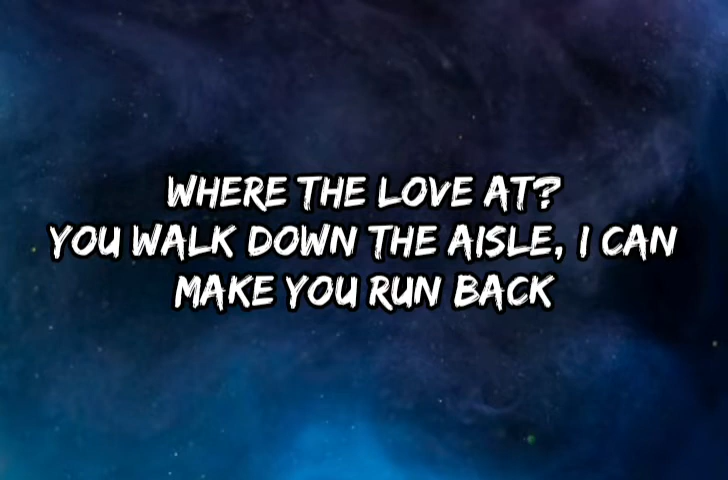 WHERE THE LOVE AT?
YOU WALK DOWN THE AISLE, I CAN
MAKE YOU RUN BACK